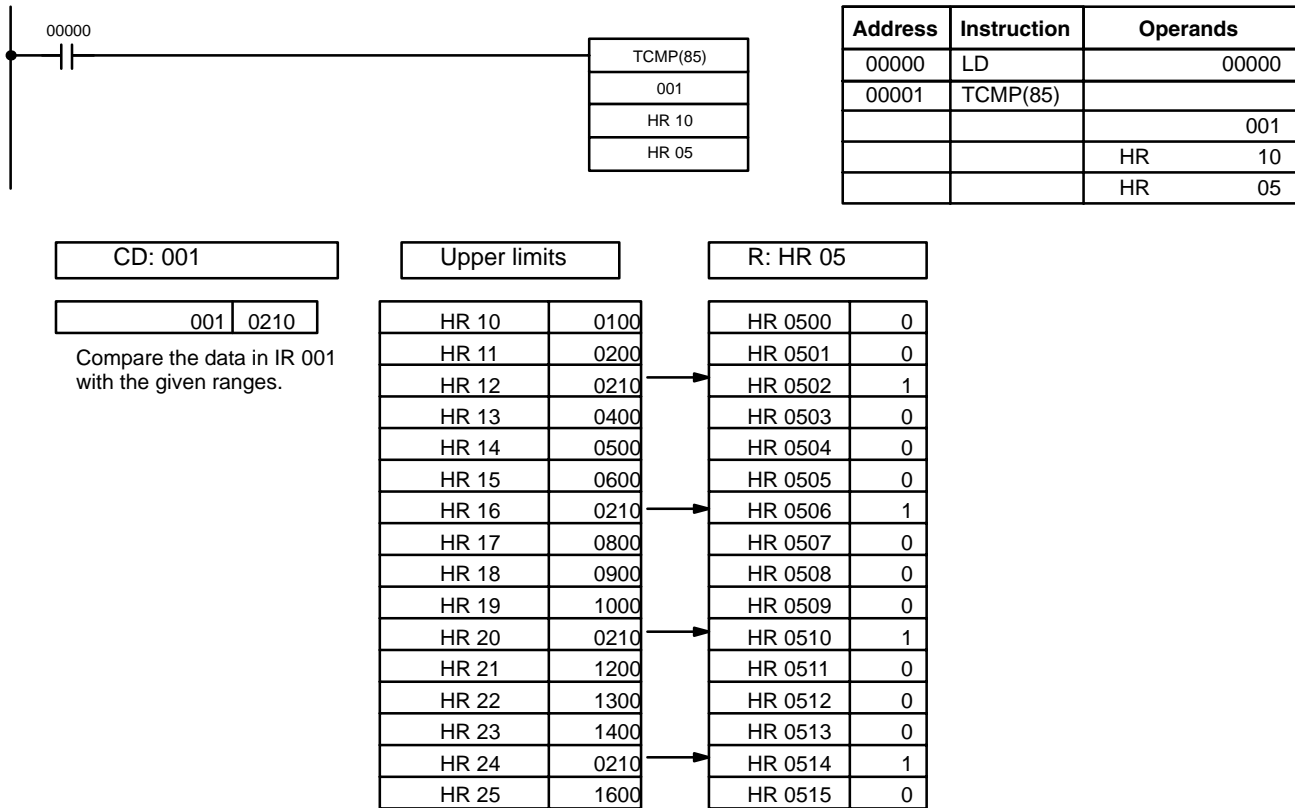 00000
TCMP(85)
001
HR 10
HR 05
Address Instruction Operands
00000 LD 00000
00001 TCMP(85)
001
HR 10
HR 05
CD: 001
001 0210
Compare the data in IR 001
with the given ranges.
Upper limits
R: HR 05
HR 10 0100 HR 0500 0
HR 11 0200 HR 0501 0
HR 12 0210 HR 0502 1
HR 13 0400 HR 0503 0
HR 14 0500 HR 0504 0
HR 15 0600 HR 0505 0
HR 16 0210 HR 0506 1
HR 17 0800 HR 0507 0
HR 18 0900 HR 0508 0
HR 19 1000 HR 0509 0
HR 20 0210 HR 0510 1
HR 21 1200 HR 0511 0
HR 22 1300 HR 0512 0
HR 23 1400 HR 0513 0
HR 24 0210 HR 0514 1
HR 25 1600 HR 0515 0